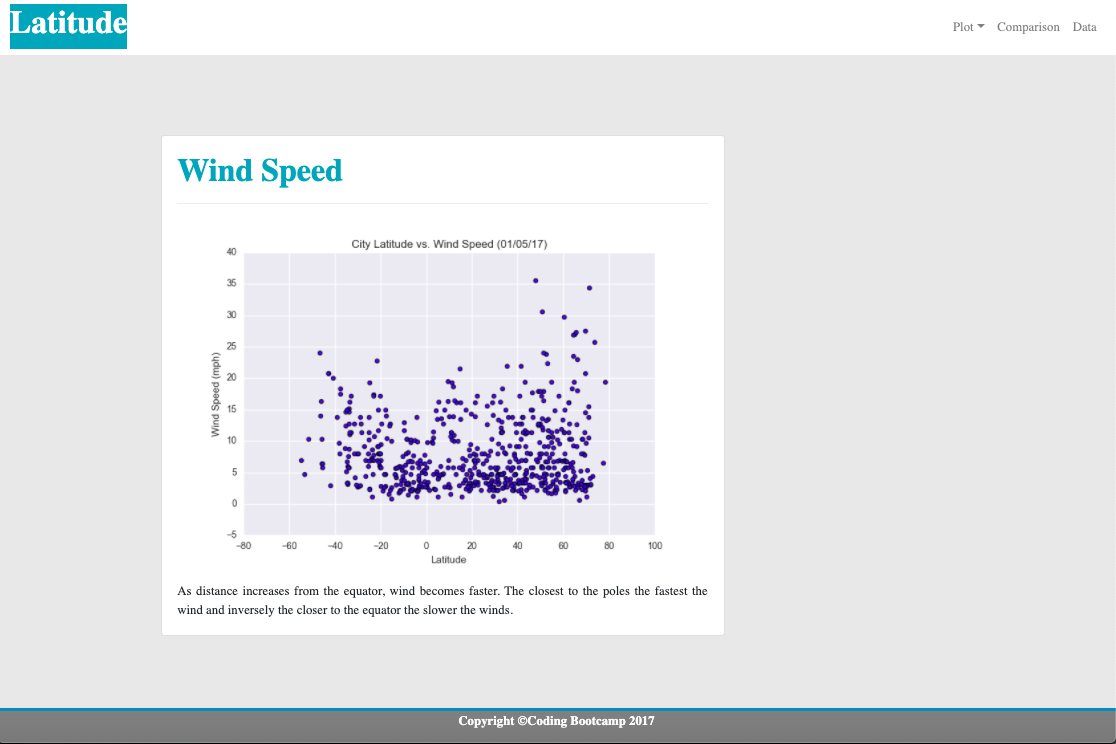 Latitude
Plot Comparison Data
Wind Speed
City Latitude vs. Wind Speed (01/05/17)
40
35
30
25
20
15
10
5
0
−5
Wind Speed (mph)
−80 −60 −40 −20 0 20 40 60 80 100
Latitude
As distance increases from the equator, wind becomes faster. The closest to the poles the fastest the
wind and inversely the closer to the equator the slower the winds.
Copyright ©Coding Bootcamp 2017